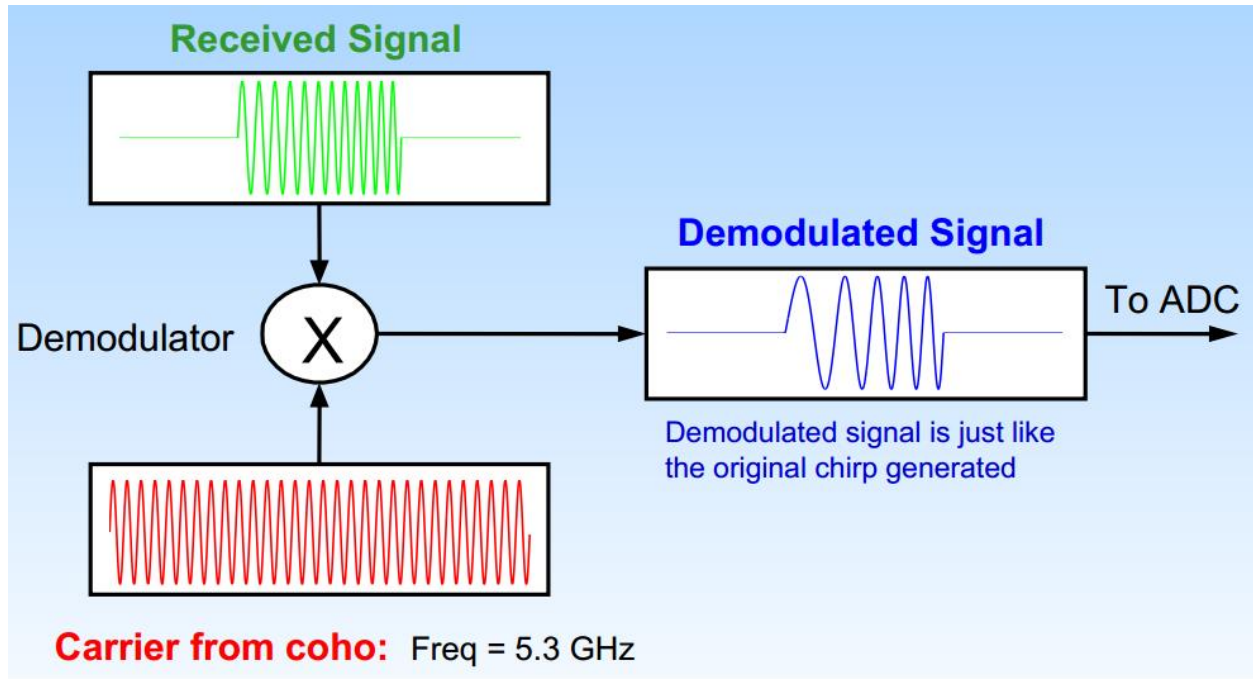 Received Signal
Demodulated Signal
To ADC
Demodulator
X
Demodulated signal is just like
the original chirp generated
Carrier from coho: Freq = 5.3 GHz